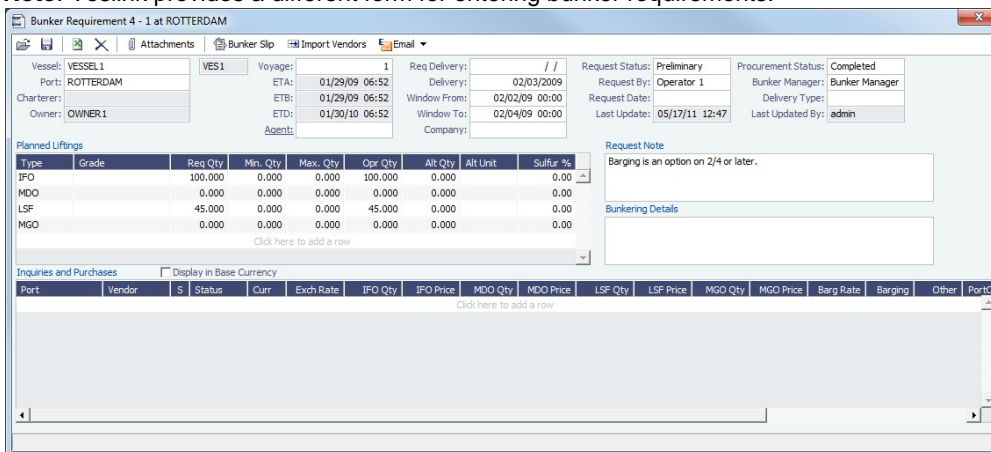 Note: Veslink provides a different form for entering bunker requirements.
Bunker Requirement 4 - 1 at ROTTERDAM
Attachments Bunker Slip Import Vendors Email
Vessel: VESSEL1 VES1 Voyage: 1 Req Delivery: / / Request Status: Preliminary Procurement Status: Completed
Port: ROTTERDAM ETA: 01/29/09 06:52 Delivery: 02/03/2009 Request By: Operator 1 Bunker Manager: Bunker Manager
Charterer: ETB: 01/29/09 06:52 Window From: 02/02/09 00:00 Request Date: Delivery Type:
Owner: OWNER1 ETD: 01/30/10 06:52 Window To: 02/04/09 00:00 Last Update: 05/17/11 12:47 Last Updated By: admin
Agent: Company:
Planned Liftings Request Note
Type Grade Req Qty Min. Qty Max. Qty Opr Qty Alt Qty Alt Unit Sulfur % Barging is an option on 2/4 or later.
IFO 100.000 0.000 0.000 100.000 0.000 0.00
MDO 0.000 0.000 0.000 0.000 0.000 0.00
LSF 45.000 0.000 0.000 45.000 0.000 0.00 Bunkering Details
MGO 0.000 0.000 0.000 0.000 0.000 0.00
Click here to add a row
Inquiries and Purchases Display in Base Currency
Port Vendor S Status Curr Exch Rate IFO Qty IFO Price MDO Qty MDO Price LSF Qty LSF Price MGO Qty MGO Price Barg Rate Barging Other PortC
Click here to add a row